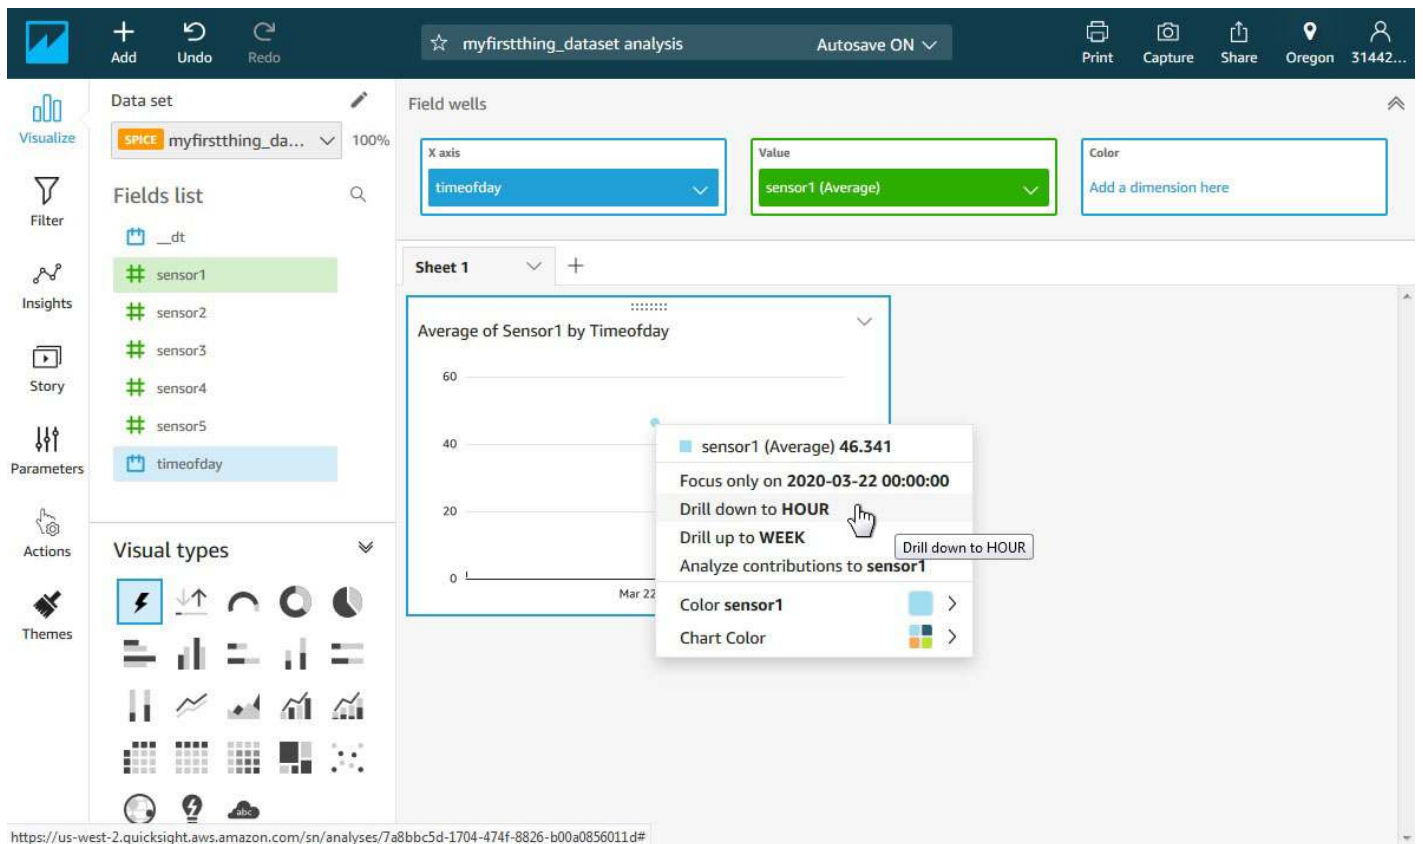 Add
Undo
Redo
myfirstthing_dataset analysis
Autosave ON
Print
Capture
Share
Oregon
31442...
Visualize
Filter
Insights
Story
Parameters
Actions
Themes
Data set
SPICE myfirstthing_da... 100%
Fields list
__dt
sensor1
sensor2
sensor3
sensor4
sensor5
timeofday
Visual types
abc
Field wells
X axis
timeofday
Value
sensor1 (Average)
Color
Add a dimension here
Sheet 1
Average of Sensor1 by Timeofday
60
40
20
0
Mar 22
sensor1 (Average) 46.341
Focus only on 2020-03-22 00:00:00
Drill down to HOUR
Drill up to WEEK
Drill down to HOUR
Analyze contributions to sensor1
Color sensor1
Chart Color
https://us-west-2.quicksight.aws.amazon.com/sn/analyses/7a8bbc5d-1704-474f-8826-b00a0856011d#